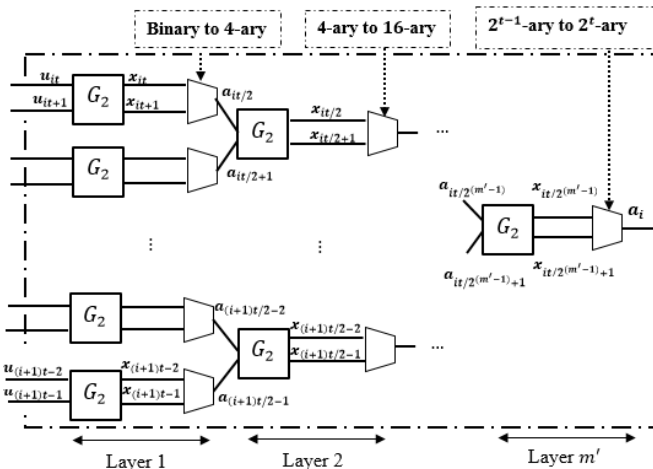 Binary to 4-ary 4-ary to 16-ary 2^{t−1}-ary to 2^t-ary
u_{it} G_2 x_{it}
u_{it+1} x_{it+1} a_{it/2}
G_2 x_{it/2}
x_{it/2+1} ...
G_2 a_{it/2+1}
a_{it/2^{(m'−1)}} x_{it/2^{(m'−1)}} a_i
G_2
a_{it/2^{(m'−1)}+1} x_{it/2^{(m'−1)}+1}
⋮ ⋮
G_2 a_{(i+1)t/2−2}
x_{(i+1)t/2−2}
G_2 x_{(i+1)t/2−1} ...
u_{(i+1)t−2} x_{(i+1)t−2}
G_2
u_{(i+1)t−1} x_{(i+1)t−1} a_{(i+1)t/2−1}
Layer 1 Layer 2 Layer m'